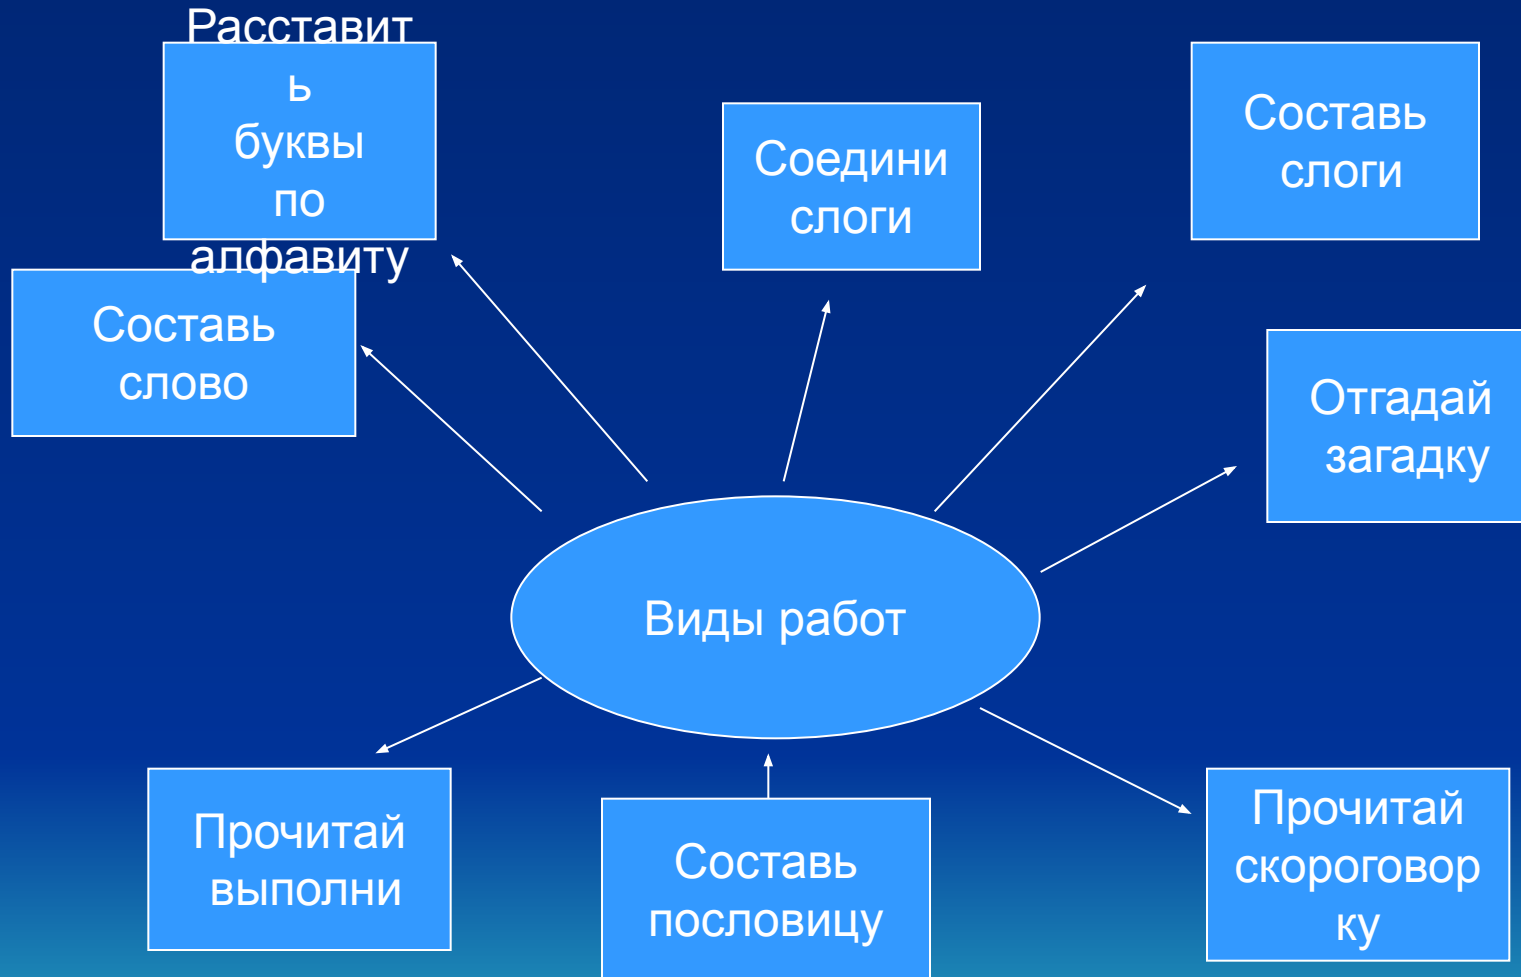 Расставит
ь
буквы
по
алфавиту
Соедини
слоги
Составь
слоги
Составь
слово
Отгадай
загадку
Виды работ
Прочитай
выполни
Составь
пословицу
Прочитай
скороговор
ку